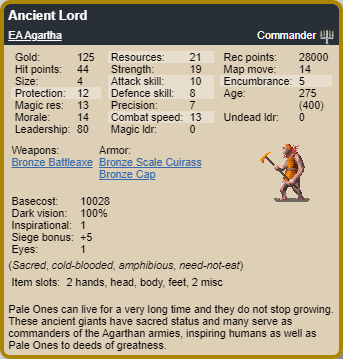 Ancient Lord
EA Agartha Commander
Gold: 125 Resources: 21 Rec points: 28000
Hit points: 44 Strength: 19 Map move: 14
Size: 4 Attack skill: 10 Encumbrance: 5
Protection: 12 Defence skill: 8 Age: 275
Magic res: 13 Precision: 7 (400)
Morale: 14 Combat speed: 13 Undead ldr: 0
Leadership: 80 Magic ldr: 0
Weapons: Armor:
Bronze Battleaxe Bronze Scale Cuirass
Bronze Cap
Basecost: 10028
Dark vision: 100%
Inspirational: 1
Siege bonus: +5
Eyes: 1
(Sacred, cold-blooded, amphibious, need-not-eat)
Item slots: 2 hands, head, body, feet, 2 misc
Pale Ones can live for a very long time and they do not stop growing.
These ancient giants have sacred status and many serve as
commanders of the Agarthan armies, inspiring humans as well as
Pale Ones to deeds of greatness.